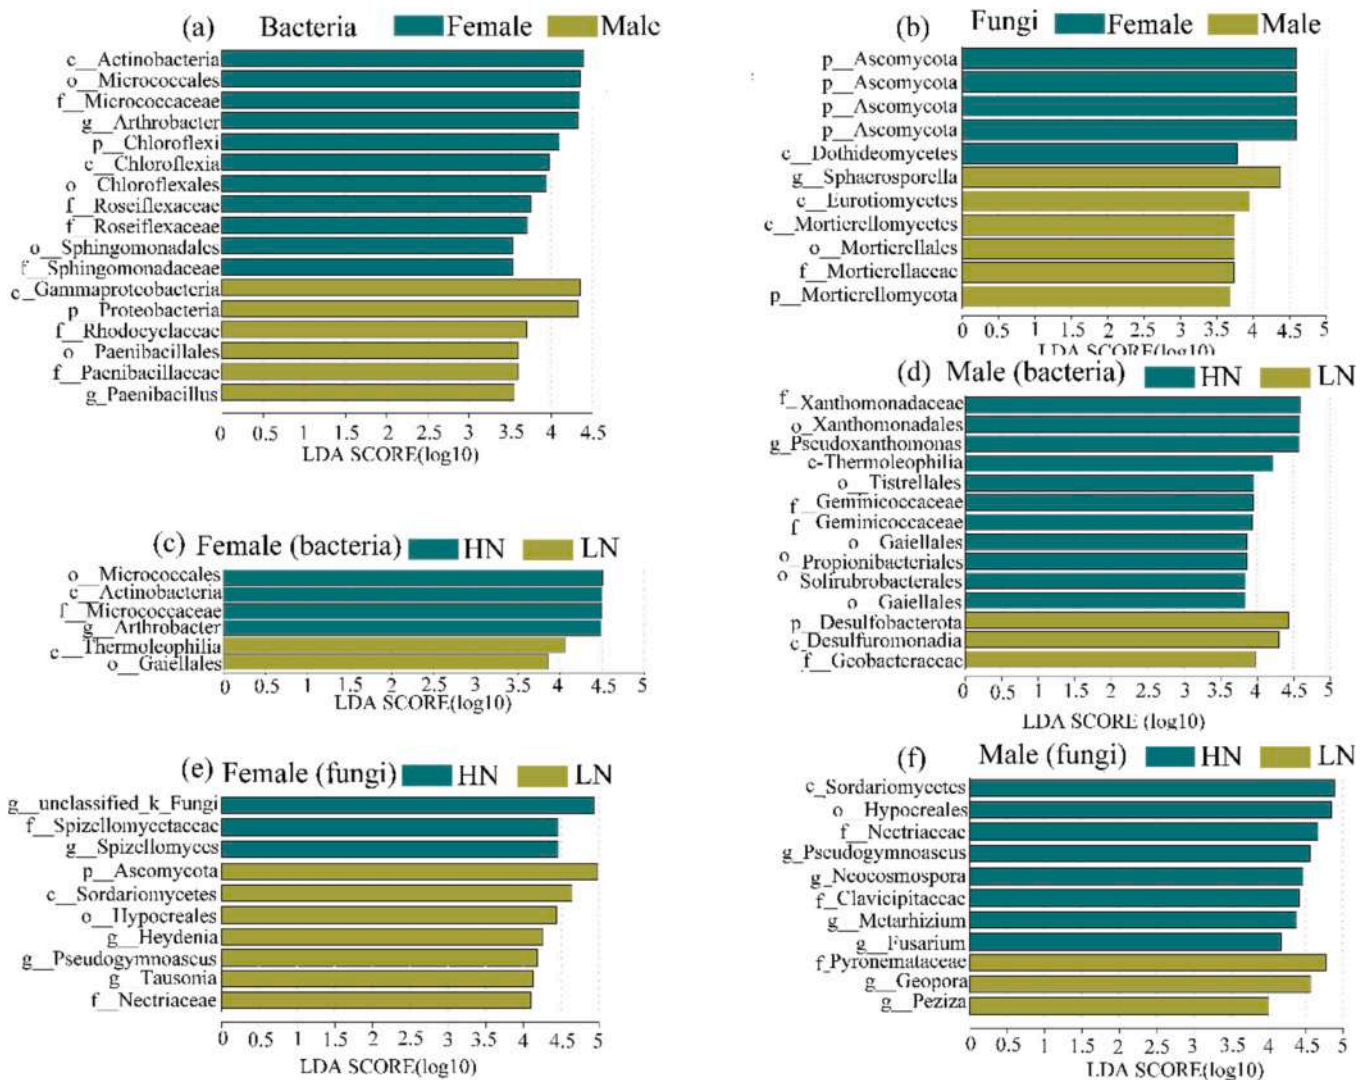 (a) Bacteria Female Male
c__Actinobacteria
o__Micrococcales
f__Micrococcaceae
g__Arthrobacter
p__Chloroflexi
c__Chloroflexia
o__Chloroflexales
f__Roseiflexaceae
f__Roseiflexaceae
o__Sphingomonadales
f__Sphingomonadaceae
c_Gammaproteobacteria
p__Proteobacteria
f__Rhodocyclaceae
o__Paenibacillales
f__Paenibacillaceae
g_Paenibacillus
0 0.5 1 1.5 2 2.5 3 3.5 4 4.5
LDA SCORE(log10)
(b) Fungi Female Male
p__Ascomycota
p__Ascomycota
p__Ascomycota
p__Ascomycota
c__Dothideomycetes
g__Sphaerosporella
c__Eurotiomycetes
c__Mortierellomycetes
o__Mortierellales
f__Mortierellaceae
p__Mortierellomycota
0 0.5 1 1.5 2 2.5 3 3.5 4 4.5 5
LDA SCORE(log10)
(c) Female (bacteria) HN LN
o__Micrococcales
c__Actinobacteria
f__Micrococcaceae
g__Arthrobacter
c__Thermoleophilia
o__Gaiellales
0 0.5 1 1.5 2 2.5 3 3.5 4 4.5 5
LDA SCORE(log10)
(d) Male (bacteria) HN LN
f_Xanthomonadaceae
o_Xanthomonadales
g_Pseudoxanthomonas
c-Thermoleophilia
o__Tistrellales
f__Geminicoccaceae
f__Geminicoccaceae
o__Gaiellales
o_Propionibacteriales
o_Solirubrobacterales
o__Gaiellales
p__Desulfobacterota
c_Desulfuromonadia
f__Geobacteraceae
0 0.5 1 1.5 2 2.5 3 3.5 4 4.5 5
LDA SCORE (log10)
(e) Female (fungi) HN LN
g__unclassified_k_Fungi
f__Spizellomycetaceae
g__Spizellomyces
p__Ascomycota
c__Sordariomycetes
o__Hypocreales
g__Heydenia
g__Pseudogymnoascus
g__Tausonia
f__Nectriaceae
0 0.5 1 1.5 2 2.5 3 3.5 4 4.5 5
LDA SCORE(log10)
(f) Male (fungi) HN LN
c_Sordariomycetes
o__Hypocreales
f__Nectriaceae
g_Pseudogymnoascus
g_Neocosmospora
f_Clavicipitaceae
g__Metarhizium
g__Fusarium
f_Pyronemataceae
g__Geopora
g__Peziza
0 0.5 1 1.5 2 2.5 3 3.5 4 4.5 5
LDA SCORE(log10)